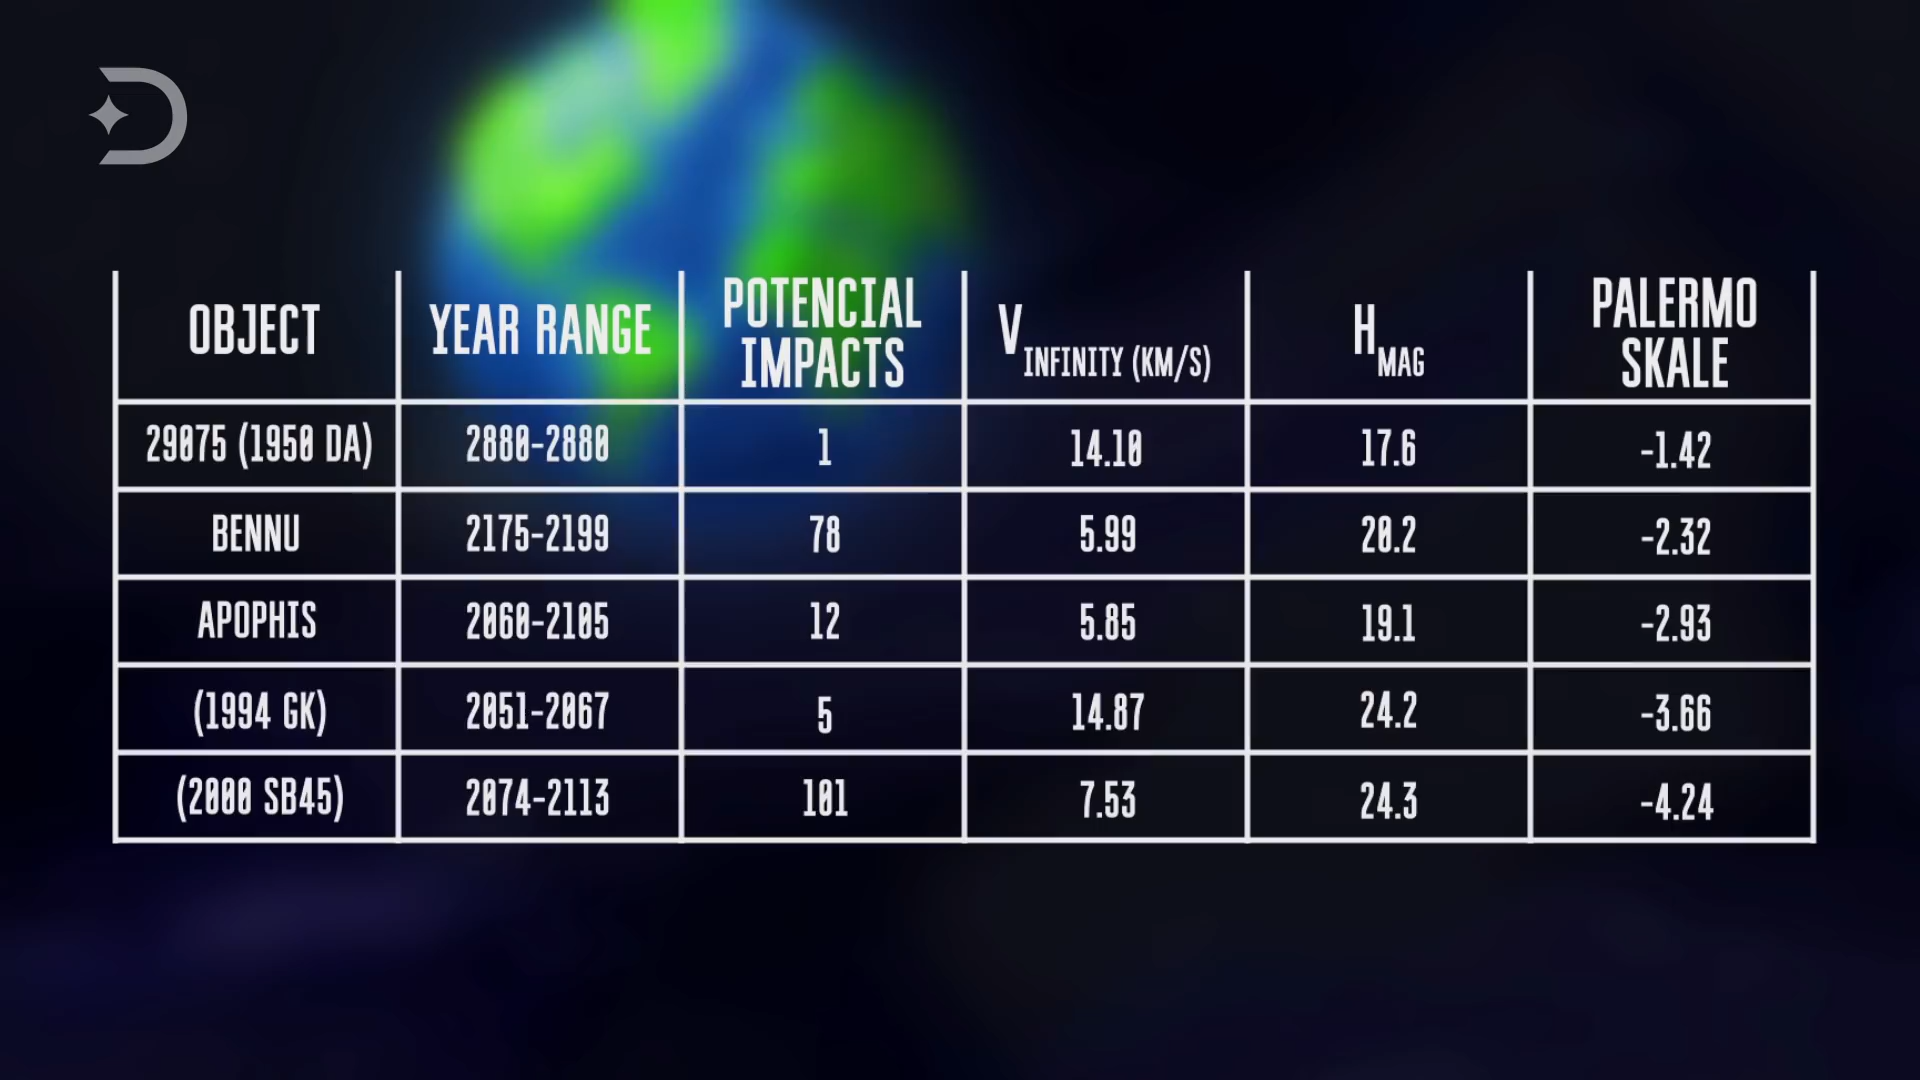 OBJECT YEAR RANGE POTENCIAL IMPACTS V INFINITY (KM/S) H MAG PALERMO SKALE
29075 (1950 DA) 2880-2880 1 14.10 17.6 -1.42
BENNU 2175-2199 78 5.99 20.2 -2.32
APOPHIS 2060-2105 12 5.85 19.1 -2.93
(1994 GK) 2051-2067 5 14.87 24.2 -3.66
(2000 SB45) 2074-2113 101 7.53 24.3 -4.24